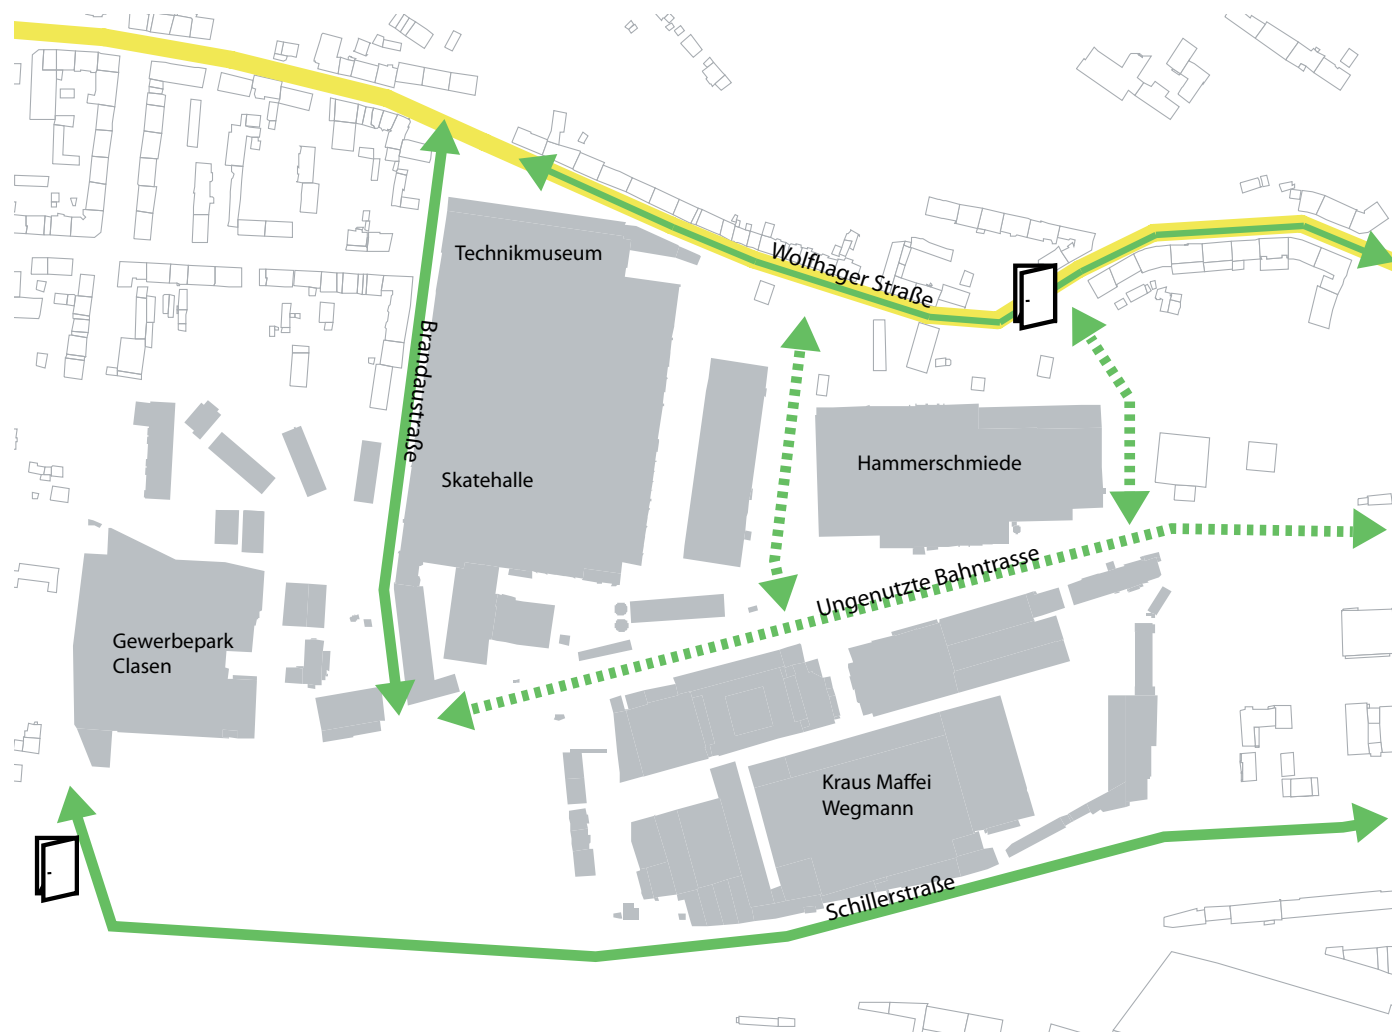 Technikmuseum
Wolfhager Straße
Brandaustraße
Skatehalle
Hammerschmiede
Ungenutzte Bahntrasse
Gewerbepark
Clasen
Kraus Maffei
Wegmann
Schillerstraße